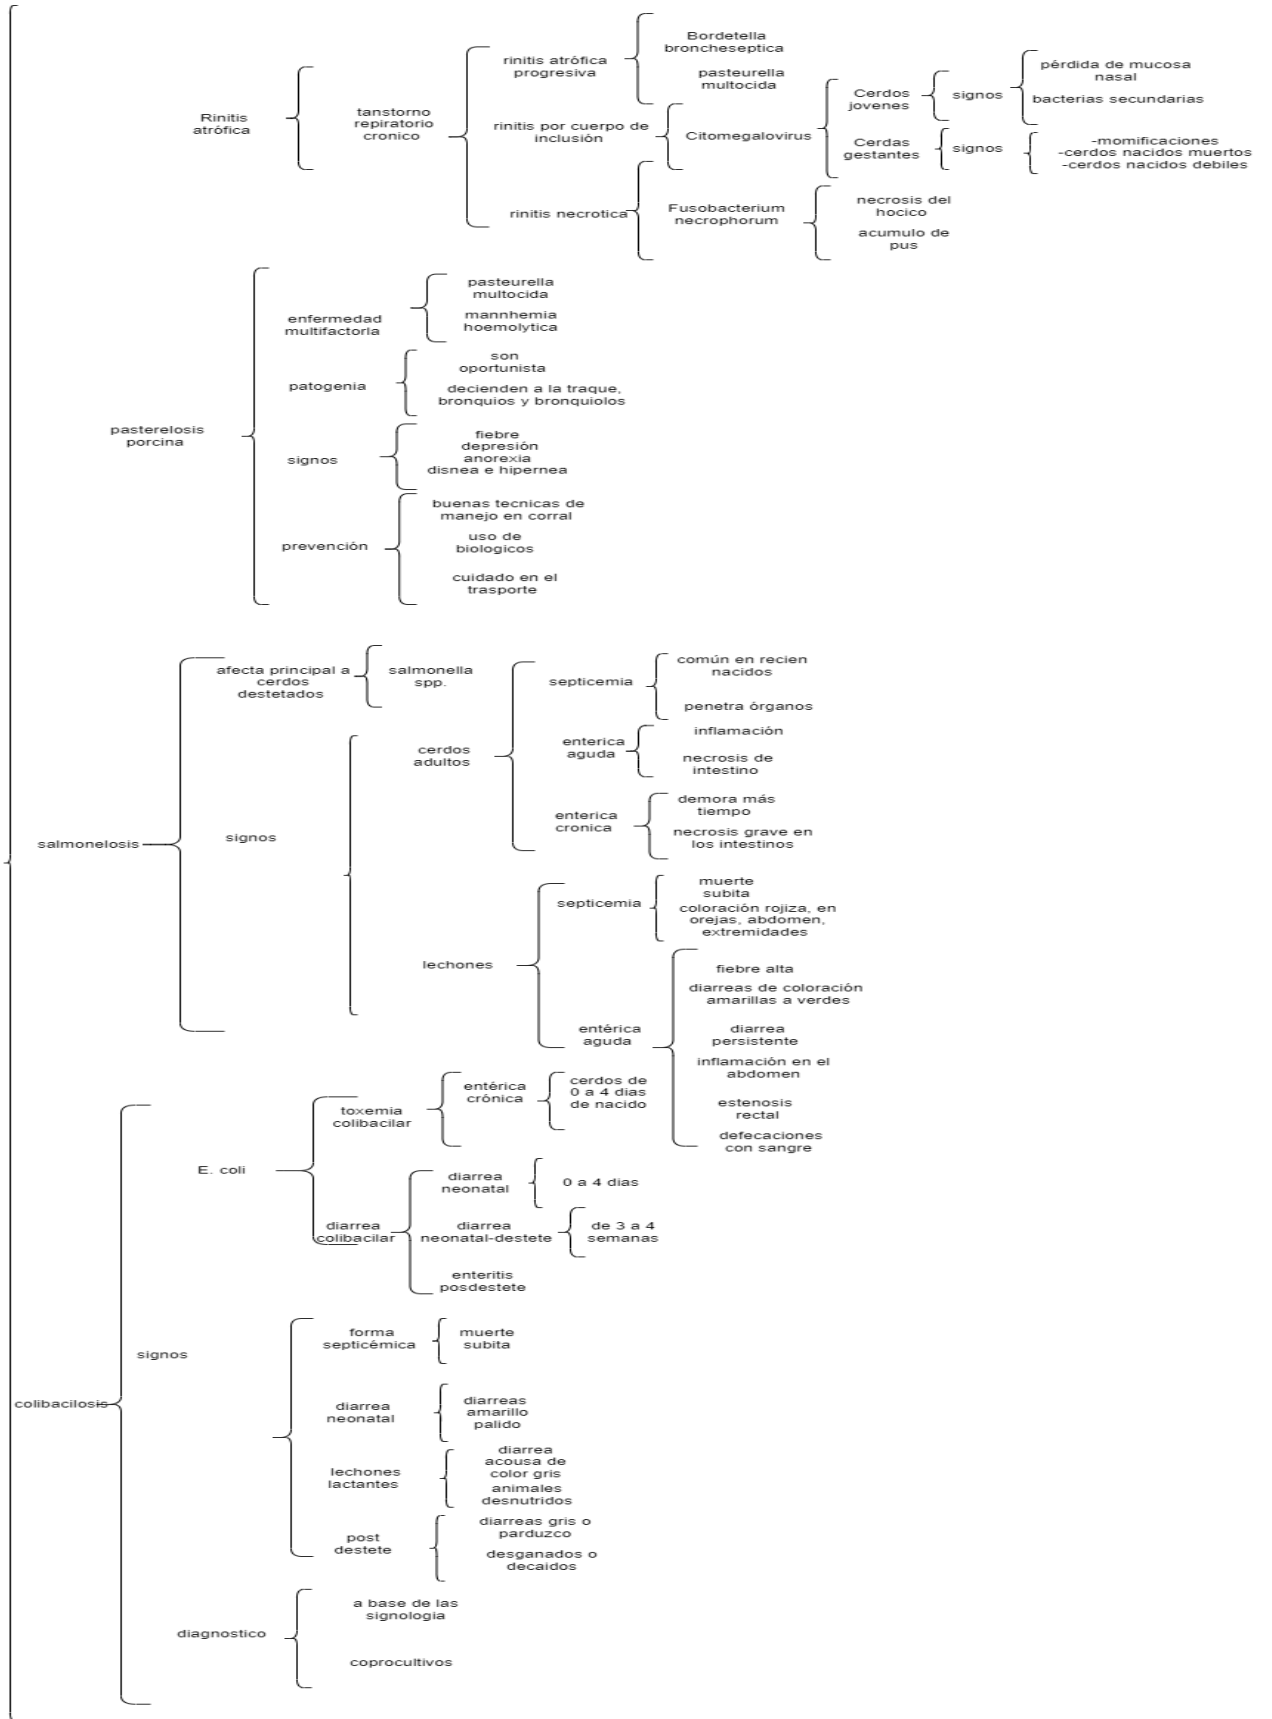 Rinitis
atrófica
tanstorno
repiratorio
cronico
rinitis atrófica
progresiva
Bordetella
broncheseptica
pasteurella
multocida
rinitis por cuerpo de
inclusión
Citomegalovirus
Cerdos
jovenes
signos
pérdida de mucosa
nasal
bacterias secundarias
Cerdas
gestantes
signos
-momificaciones
-cerdos nacidos muertos
-cerdos nacidos debiles
rinitis necrotica
Fusobacterium
necrophorum
necrosis del
hocico
acumulo de
pus
pasterelosis
porcina
enfermedad
multifactorIa
pasteurella
multocida
mannhemia
hoemolytica
patogenia
son
oportunista
decienden a la traque,
bronquios y bronquiolos
signos
fiebre
depresión
anorexia
disnea e hipernea
prevención
buenas tecnicas de
manejo en corral
uso de
biologicos
cuidado en el
trasporte
salmonelosis
afecta principal a
cerdos
destetados
salmonella
spp.
signos
cerdos
adultos
septicemia
común en recien
nacidos
penetra órganos
enterica
aguda
inflamación
necrosis de
intestino
enterica
cronica
demora más
tiempo
necrosis grave en
los intestinos
lechones
septicemia
muerte
subita
coloración rojiza, en
orejas, abdomen,
extremidades
entérica
aguda
fiebre alta
diarreas de coloración
amarillas a verdes
diarrea
persistente
inflamación en el
abdomen
estenosis
rectal
defecaciones
con sangre
colibacilosis
E. coli
toxemia
colibacilar
entérica
crónica
cerdos de
0 a 4 dias
de nacido
diarrea
colibacilar
diarrea
neonatal
0 a 4 dias
diarrea
neonatal-destete
de 3 a 4
semanas
enteritis
posdestete
signos
forma
septicémica
muerte
subita
diarrea
neonatal
diarreas
amarillo
palido
lechones
lactantes
diarrea
acousa de
color gris
animales
desnutridos
post
destete
diarreas gris o
parduzco
desganados o
decaidos
diagnostico
a base de las
signología
coprocultivos